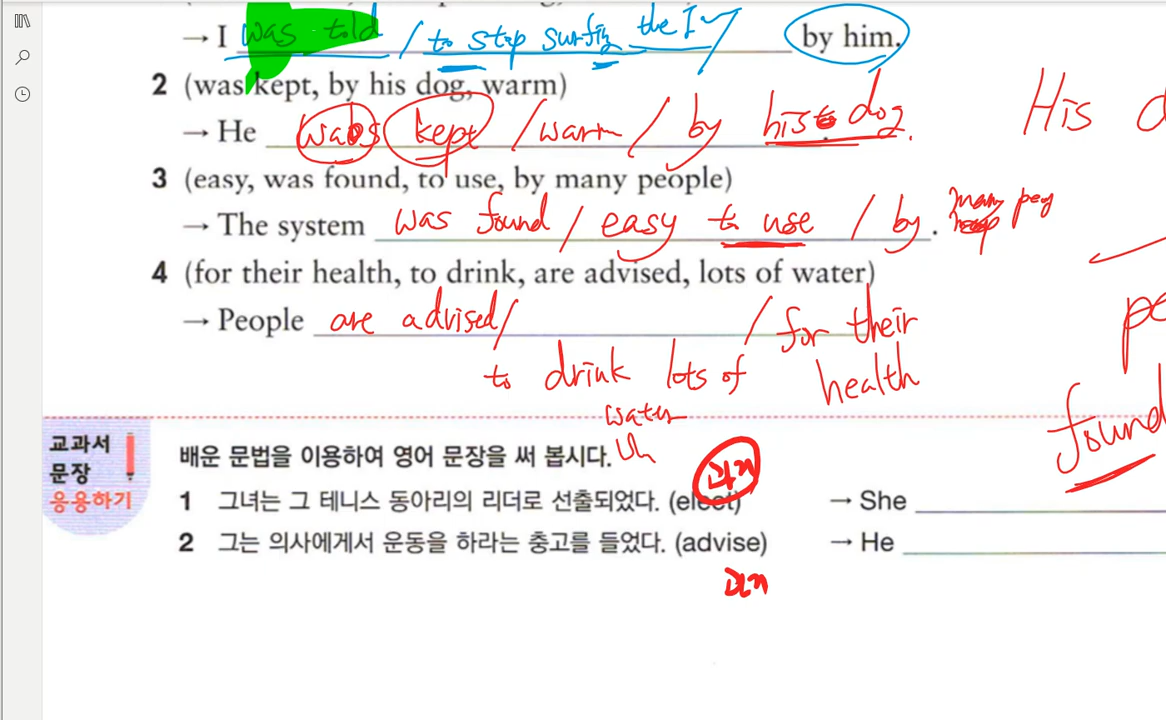 → I was told / to stop surfing the I by him.
2 (was kept, by his dog, warm)
→ He was kept / warm / by his dog. His d
3 (easy, was found, to use, by many people)
→ The system was found / easy to use / by. many peo
4 (for their health, to drink, are advised, lots of water)
→ People are advised / / for their
to drink lots of health
water
found
교과서
문장
응용하기
배운 문법을 이용하여 영어 문장을 써 봅시다.
1 그녀는 그 테니스 동아리의 리더로 선출되었다. (elect) → She
2 그는 의사에게서 운동을 하라는 충고를 들었다. (advise) → He